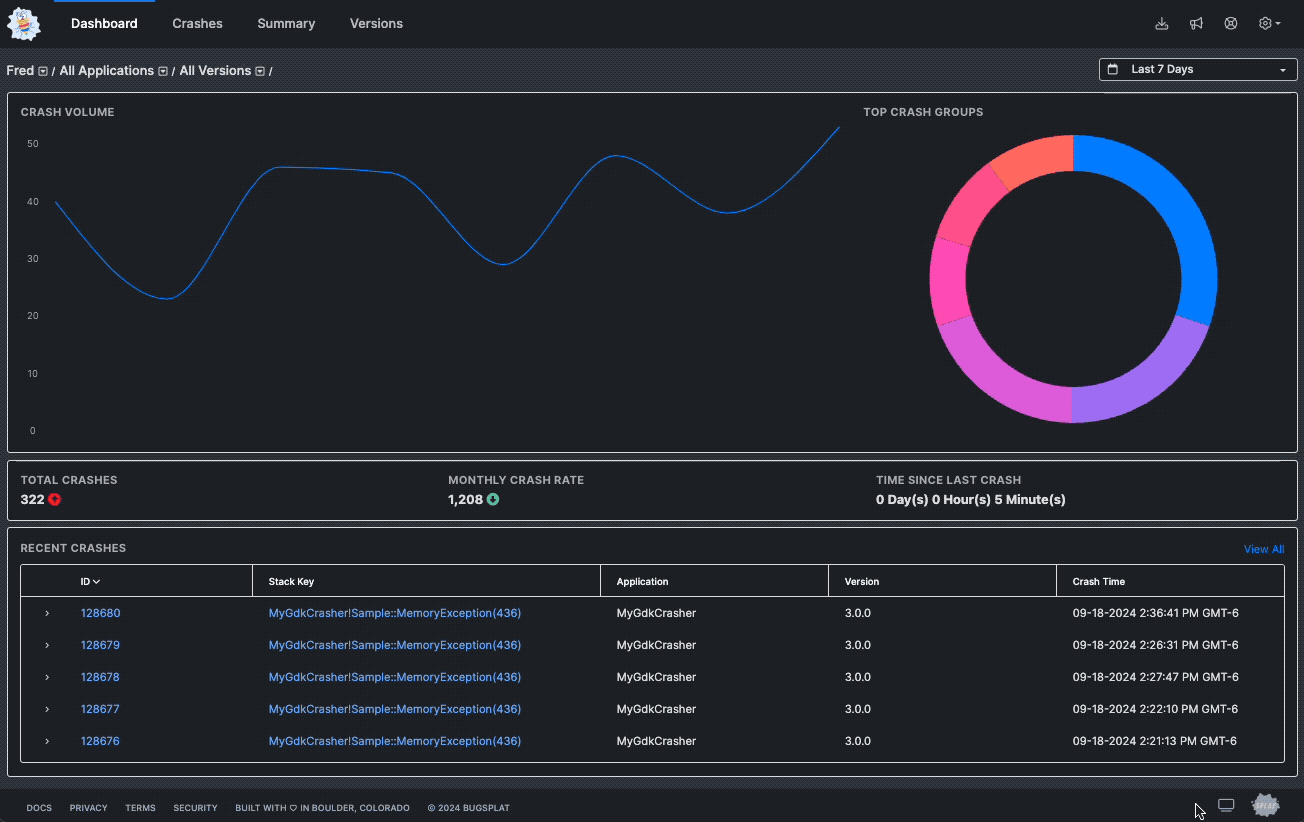 Dashboard Crashes Summary Versions
Fred / All Applications / All Versions /
Last 7 Days
CRASH VOLUME
TOP CRASH GROUPS
50
40
30
20
10
0
TOTAL CRASHES
322
MONTHLY CRASH RATE
1,208
TIME SINCE LAST CRASH
0 Day(s) 0 Hour(s) 5 Minute(s)
RECENT CRASHES
View All
ID Stack Key Application Version Crash Time
128680 MyGdkCrasher!Sample::MemoryException(436) MyGdkCrasher 3.0.0 09-18-2024 2:36:41 PM GMT-6
128679 MyGdkCrasher!Sample::MemoryException(436) MyGdkCrasher 3.0.0 09-18-2024 2:26:31 PM GMT-6
128678 MyGdkCrasher!Sample::MemoryException(436) MyGdkCrasher 3.0.0 09-18-2024 2:27:47 PM GMT-6
128677 MyGdkCrasher!Sample::MemoryException(436) MyGdkCrasher 3.0.0 09-18-2024 2:22:10 PM GMT-6
128676 MyGdkCrasher!Sample::MemoryException(436) MyGdkCrasher 3.0.0 09-18-2024 2:21:13 PM GMT-6
DOCS PRIVACY TERMS SECURITY BUILT WITH ♡ IN BOULDER, COLORADO © 2024 BUGSPLAT